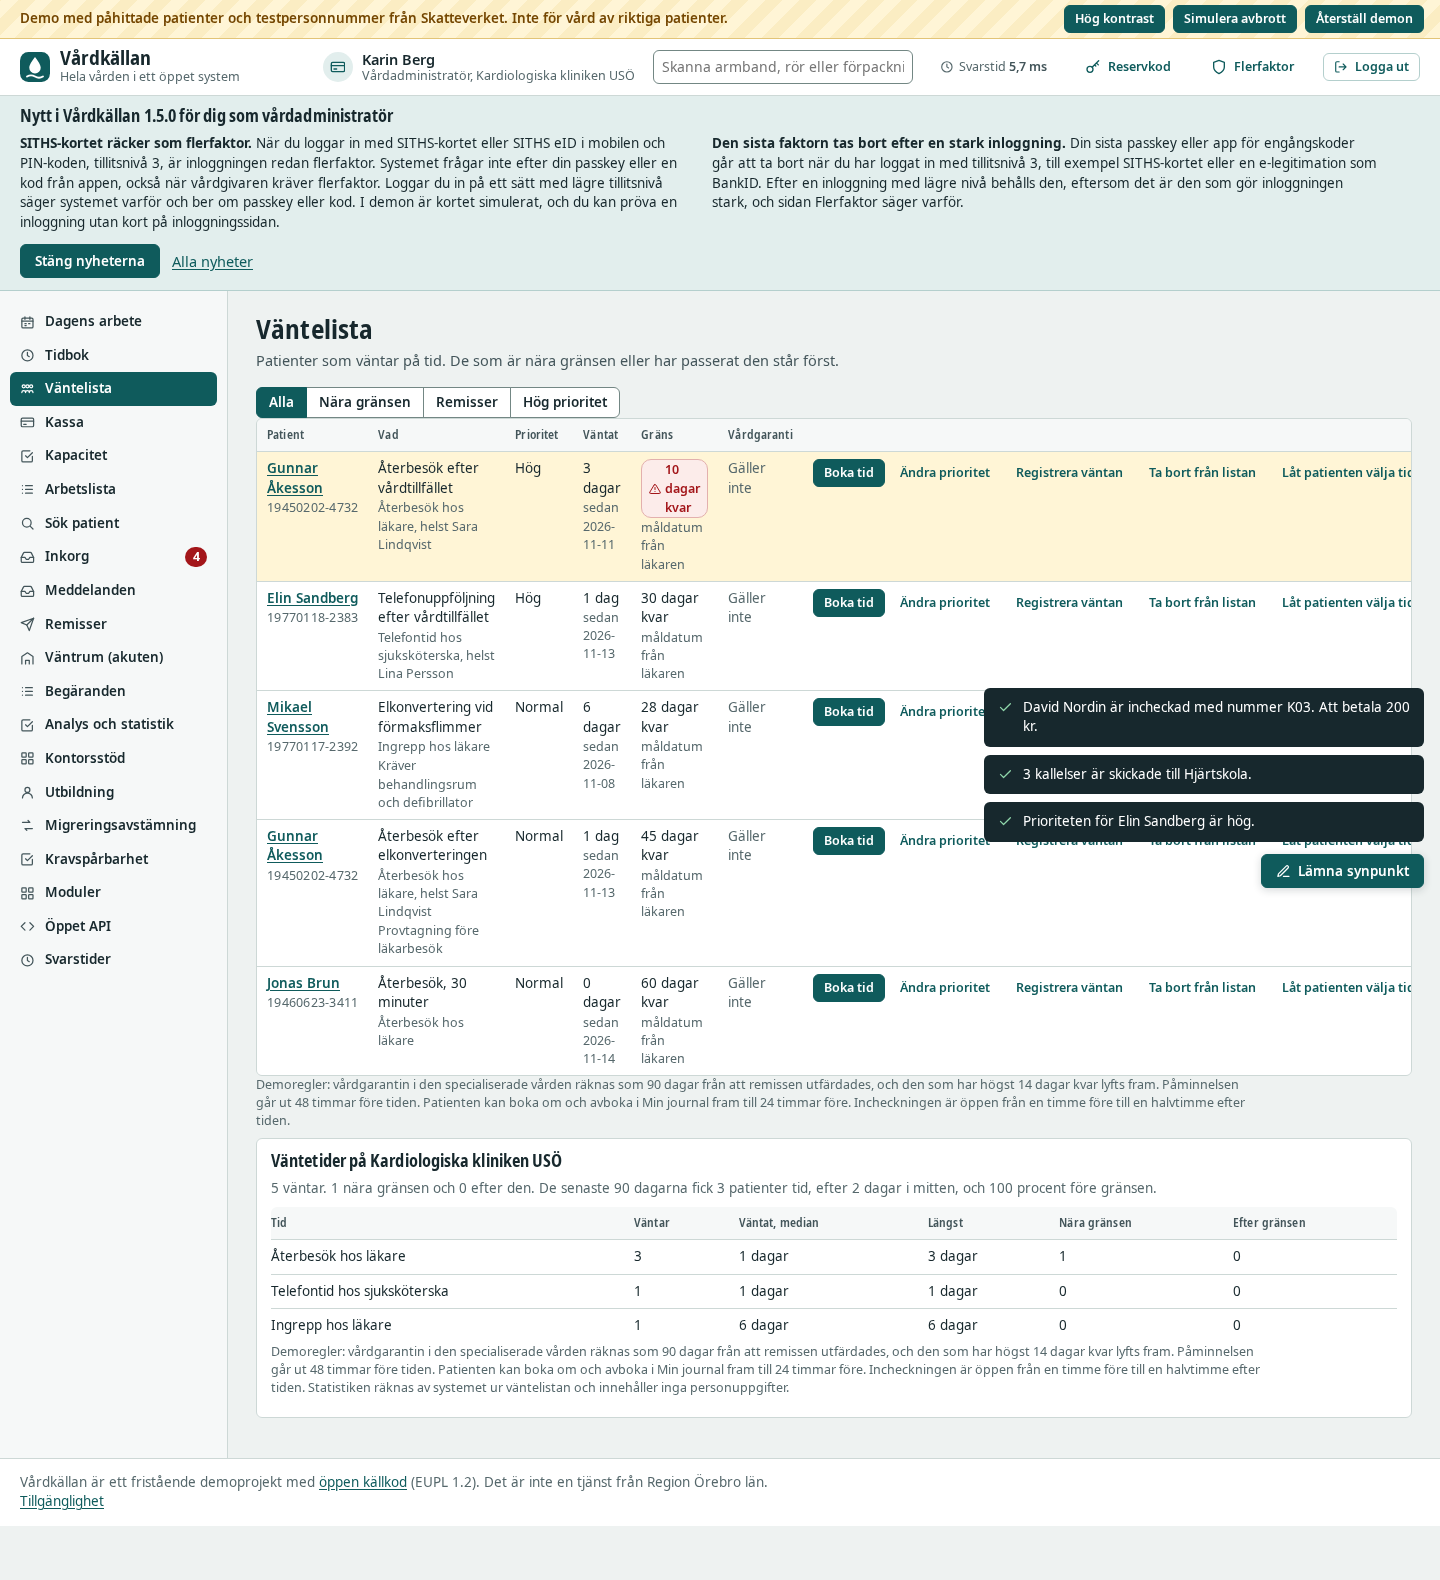 Demo med påhittade patienter och testpersonnummer från Skatteverket. Inte för vård av riktiga patienter.
Hög kontrast
Simulera avbrott
Återställ demon
Vårdkällan
Hela vården i ett öppet system
Karin Berg
Vårdadministratör, Kardiologiska kliniken USÖ
Skanna armband, rör eller förpackni
Svarstid 5,7 ms
Reservkod
Flerfaktor
Logga ut
Nytt i Vårdkällan 1.5.0 för dig som vårdadministratör
SITHS-kortet räcker som flerfaktor. När du loggar in med SITHS-kortet eller SITHS eID i mobilen och
PIN-koden, tillitsnivå 3, är inloggningen redan flerfaktor. Systemet frågar inte efter din passkey eller en
kod från appen, också när vårdgivaren kräver flerfaktor. Loggar du in på ett sätt med lägre tillitsnivå
säger systemet varför och ber om passkey eller kod. I demon är kortet simulerat, och du kan pröva en
inloggning utan kort på inloggningssidan.
Den sista faktorn tas bort efter en stark inloggning. Din sista passkey eller app för engångskoder
går att ta bort när du har loggat in med tillitsnivå 3, till exempel SITHS-kortet eller en e-legitimation som
BankID. Efter en inloggning med lägre nivå behålls den, eftersom det är den som gör inloggningen
stark, och sidan Flerfaktor säger varför.
Stäng nyheterna
Alla nyheter
Dagens arbete
Tidbok
Väntelista
Kassa
Kapacitet
Arbetslista
Sök patient
Inkorg
4
Meddelanden
Remisser
Väntrum (akuten)
Begäranden
Analys och statistik
Kontorsstöd
Utbildning
Migreringsavstämning
Kravspårbarhet
Moduler
Öppet API
Svarstider
Väntelista
Patienter som väntar på tid. De som är nära gränsen eller har passerat den står först.
Alla
Nära gränsen
Remisser
Hög prioritet
Patient
Vad
Prioritet
Väntat
Gräns
Vårdgaranti
Gunnar
Åkesson
19450202-4732
Återbesök efter
vårdtillfället
Återbesök hos
läkare, helst Sara
Lindqvist
Hög
3
dagar
sedan
2026-
11-11
10
dagar
kvar
måldatum
från
läkaren
Gäller
inte
Boka tid
Ändra prioritet
Registrera väntan
Ta bort från listan
Låt patienten välja tid
Elin Sandberg
19770118-2383
Telefonuppföljning
efter vårdtillfället
Telefontid hos
sjuksköterska, helst
Lina Persson
Hög
1 dag
sedan
2026-
11-13
30 dagar
kvar
måldatum
från
läkaren
Gäller
inte
Boka tid
Ändra prioritet
Registrera väntan
Ta bort från listan
Låt patienten välja tid
Mikael
Svensson
19770117-2392
Elkonvertering vid
förmaksflimmer
Ingrepp hos läkare
Kräver
behandlingsrum
och defibrillator
Normal
6
dagar
sedan
2026-
11-08
28 dagar
kvar
måldatum
från
läkaren
Gäller
inte
Boka tid
Ändra prioritet
David Nordin är incheckad med nummer K03. Att betala 200
kr.
3 kallelser är skickade till Hjärtskola.
Prioriteten för Elin Sandberg är hög.
Gunnar
Åkesson
19450202-4732
Återbesök efter
elkonverteringen
Återbesök hos
läkare, helst Sara
Lindqvist
Provtagning före
läkarbesök
Normal
1 dag
sedan
2026-
11-13
45 dagar
kvar
måldatum
från
läkaren
Gäller
inte
Boka tid
Ändra prioritet
Registrera väntan
Ta bort från listan
Låt patienten välja tid
Lämna synpunkt
Jonas Brun
19460623-3411
Återbesök, 30
minuter
Återbesök hos
läkare
Normal
0
dagar
sedan
2026-
11-14
60 dagar
kvar
måldatum
från
läkaren
Gäller
inte
Boka tid
Ändra prioritet
Registrera väntan
Ta bort från listan
Låt patienten välja tid
Demoregler: vårdgarantin i den specialiserade vården räknas som 90 dagar från att remissen utfärdades, och den som har högst 14 dagar kvar lyfts fram. Påminnelsen
går ut 48 timmar före tiden. Patienten kan boka om och avboka i Min journal fram till 24 timmar före. Incheckningen är öppen från en timme före till en halvtimme efter
tiden.
Väntetider på Kardiologiska kliniken USÖ
5 väntar. 1 nära gränsen och 0 efter den. De senaste 90 dagarna fick 3 patienter tid, efter 2 dagar i mitten, och 100 procent före gränsen.
Tid
Väntar
Väntat, median
Längst
Nära gränsen
Efter gränsen
Återbesök hos läkare
3
1 dagar
3 dagar
1
0
Telefontid hos sjuksköterska
1
1 dagar
1 dagar
0
0
Ingrepp hos läkare
1
6 dagar
6 dagar
0
0
Demoregler: vårdgarantin i den specialiserade vården räknas som 90 dagar från att remissen utfärdades, och den som har högst 14 dagar kvar lyfts fram. Påminnelsen
går ut 48 timmar före tiden. Patienten kan boka om och avboka i Min journal fram till 24 timmar före. Incheckningen är öppen från en timme före till en halvtimme efter
tiden. Statistiken räknas av systemet ur väntelistan och innehåller inga personuppgifter.
Vårdkällan är ett fristående demoprojekt med öppen källkod (EUPL 1.2). Det är inte en tjänst från Region Örebro län.
Tillgänglighet